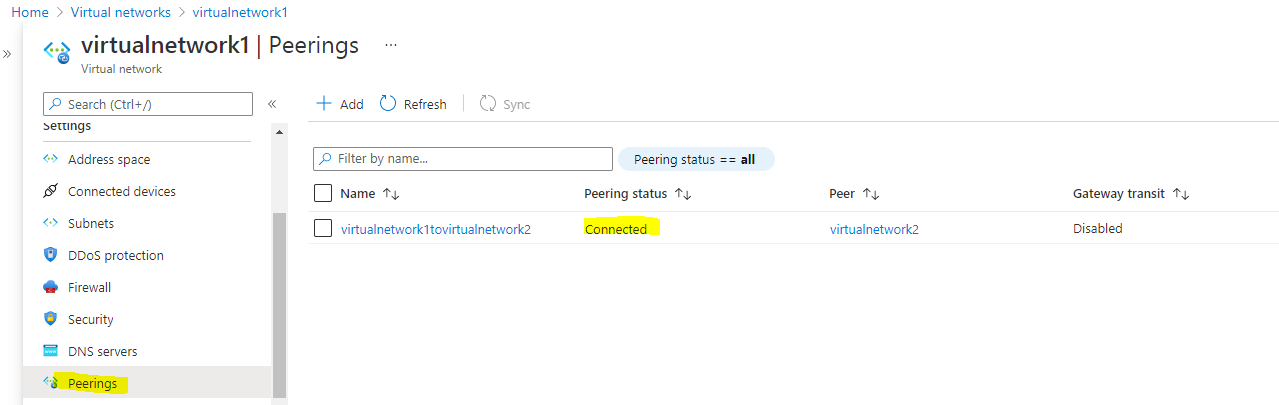 Home > Virtual networks > virtualnetwork1
» virtualnetwork1 | Peerings ...
Virtual network
Search (Ctrl+/) «
Settings
Address space
Connected devices
Subnets
DDoS protection
Firewall
Security
DNS servers
Peerings
+ Add Refresh | Sync
Filter by name... Peering status == all
Name ↑↓ Peering status ↑↓ Peer ↑↓ Gateway transit ↑↓
virtualnetwork1tovirtualnetwork2 Connected virtualnetwork2 Disabled